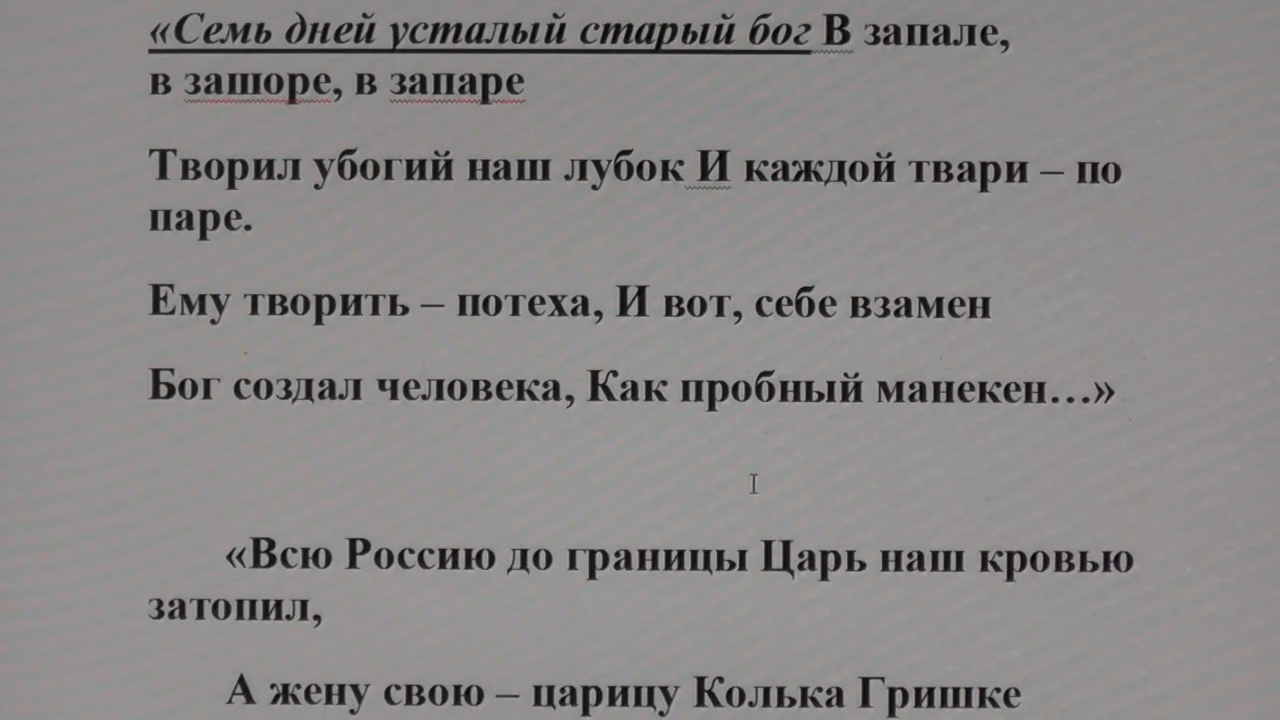 «Семь дней усталый старый бог В запале,
в зашоре, в запаре
Творил убогий наш лубок И каждой твари – по
паре.
Ему творить – потеха, И вот, себе взамен
Бог создал человека, Как пробный манекен…»
«Всю Россию до границы Царь наш кровью
затопил,
А жену свою – царицу Колька Гришке